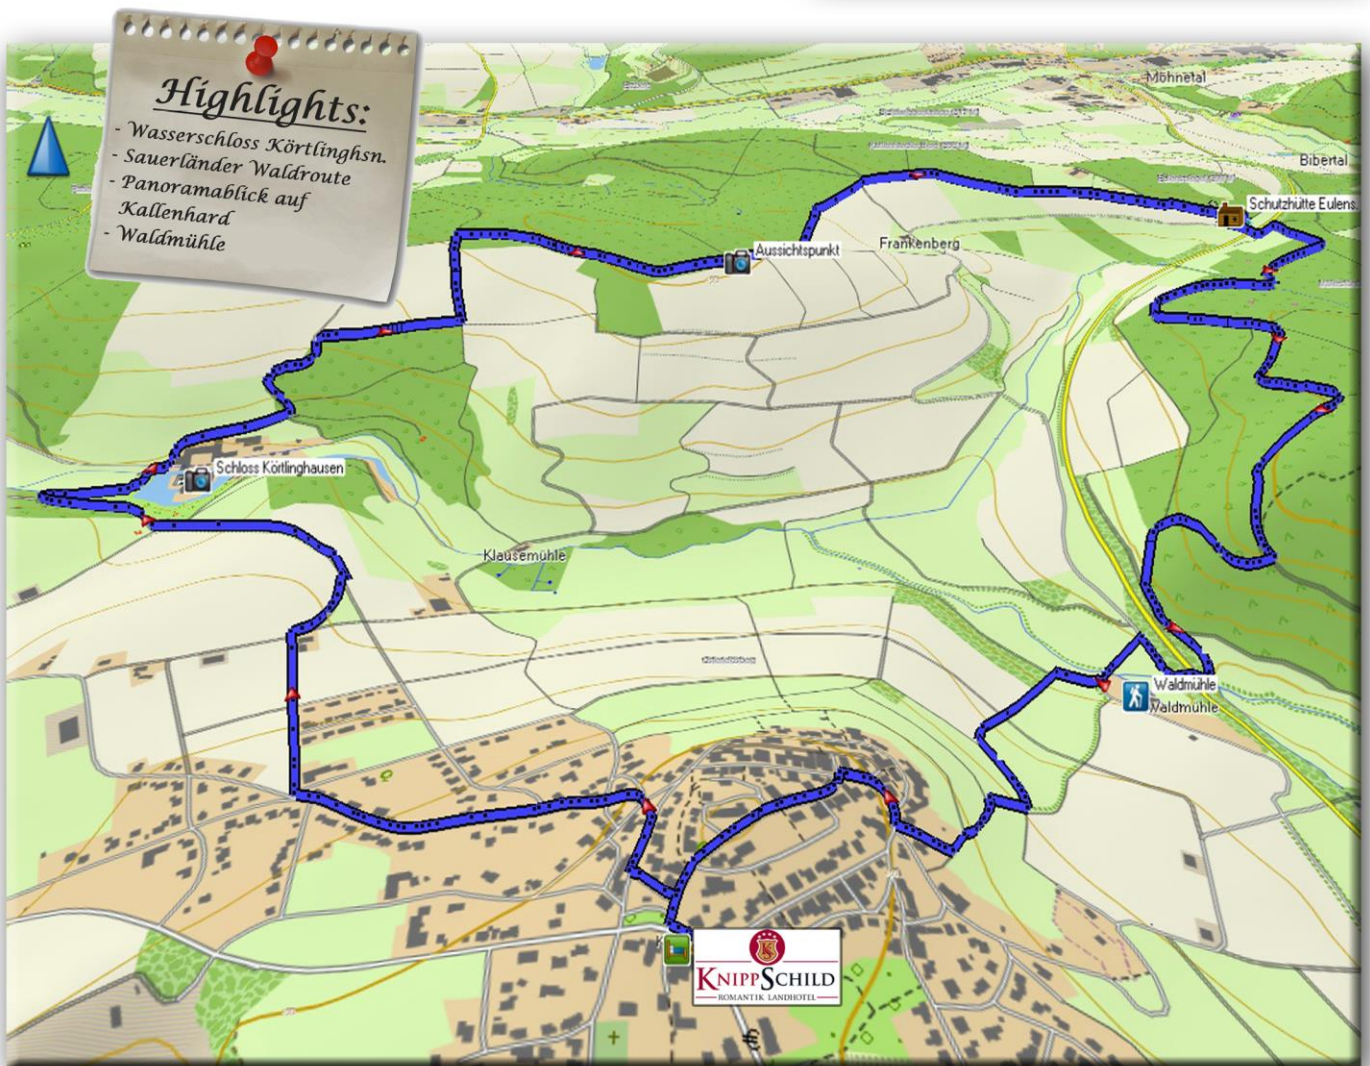 Highlights:
- Wasserschloss Körtlinghsn.
- Sauerländer Waldroute
- Panoramablick auf
Kallenhard
- Waldmühle
Möhnetal
Bibertal
Schutzhütte Eulens.
Frankenberg
Aussichtspunkt
Schloss Körtlinghausen
Klausemühle
Waldmühle
Waldmühle
KNIPPSCHILD
ROMANTIK LANDHOTEL